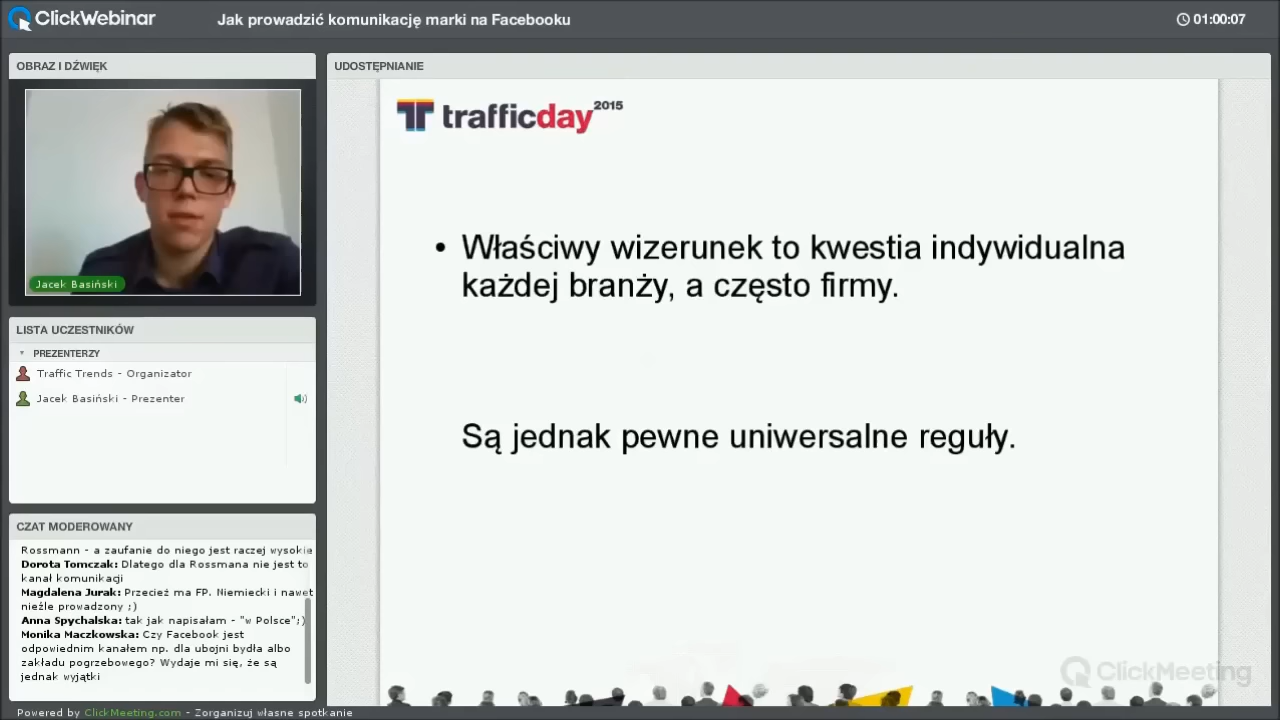 ClickWebinar
Jak prowadzić komunikację marki na Facebooku
01:00:07
OBRAZ I DŹWIĘK
Jacek Basiński
LISTA UCZESTNIKÓW
PREZENTERZY
Traffic Trends - Organizator
Jacek Basiński - Prezenter
CZAT MODEROWANY
Rossmann - a zaufanie do niego jest raczej wysokie
Dorota Tomczak: Dlatego dla Rossmana nie jest to
kanał komunikacji
Magdalena Jurak: Przecież ma FP. Niemiecki i nawet
nieźle prowadzony ;)
Anna Spychalska: tak jak napisałam - "w Polsce";)
Monika Maczkowska: Czy Facebook jest
odpowiednim kanałem np. dla ubojni bydła albo
zakładu pogrzebowego? Wydaje mi się, że są
jednak wyjątki
UDOSTĘPNIANIE
trafficday 2015
• Właściwy wizerunek to kwestia indywidualna
każdej branży, a często firmy.
Są jednak pewne uniwersalne reguły.
ClickMeeting
Powered by ClickMeeting.com - Zorganizuj własne spotkanie